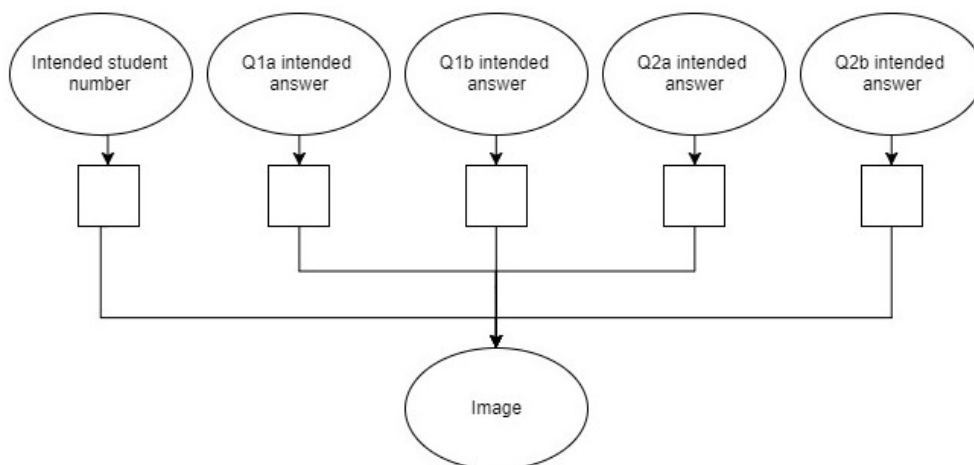 Intended student
number
Q1a intended
answer
Q1b intended
answer
Q2a intended
answer
Q2b intended
answer
Image